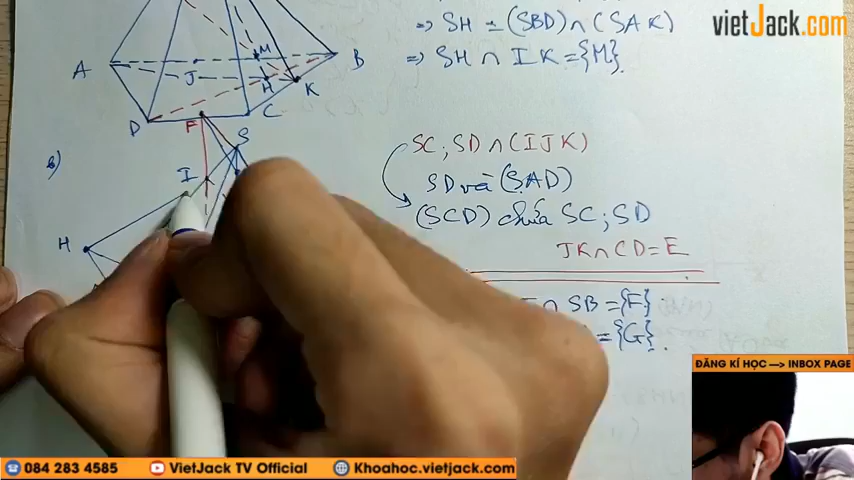 vietJack.com
⇒ SH = (SBD) ∩ (SAK)
⇒ SH ∩ IK = {M}.
A
M
B
J
H
K
C
D
F
S
b)
I
H
SC; SD ∩ (IJK)
SD và (SAD)
(SCD) chứa SC; SD
JK ∩ CD = E
∩ SB = {F}
= {G}.
ĐĂNG KÍ HỌC —> INBOX PAGE
084 283 4585 VietJack TV Official Khoahoc.vietjack.com